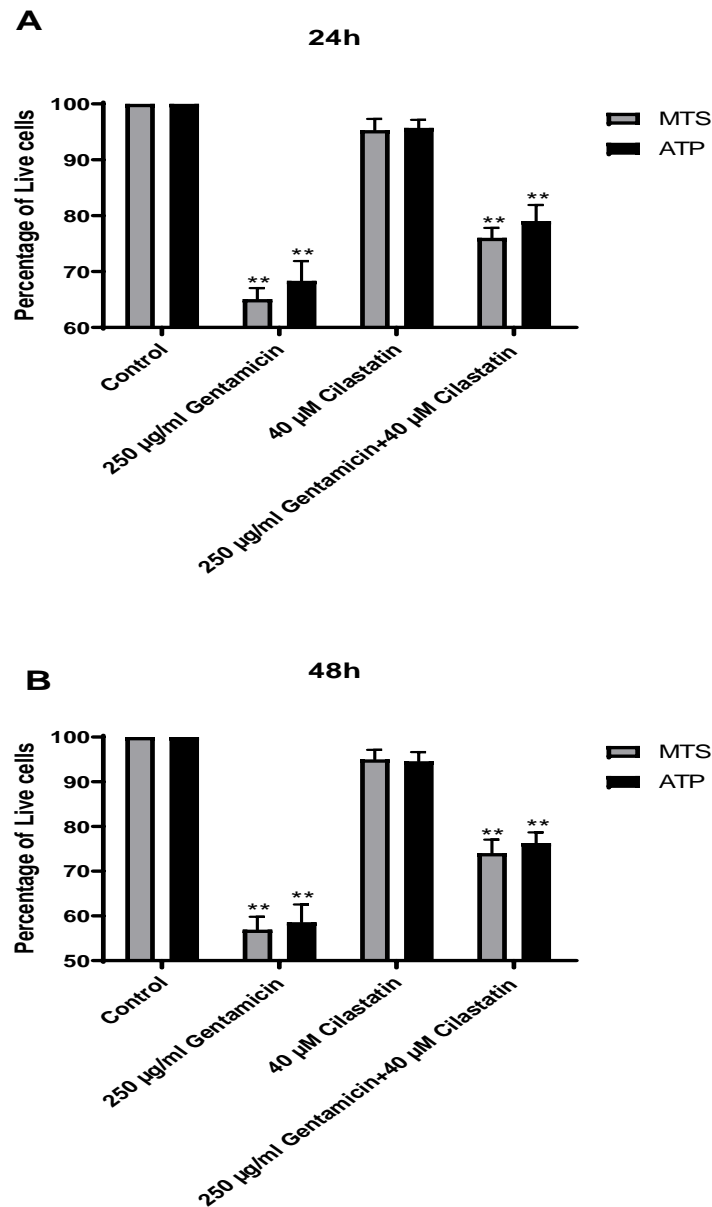 A
24h
Percentage of Live cells
100
90
80
70
60
**
**
**
**
MTS
ATP
Control
250 µg/ml Gentamicin
40 µM Cilastatin
250 µg/ml Gentamicin+40 µM Cilastatin
B
48h
Percentage of Live cells
100
90
80
70
60
50
**
**
**
**
MTS
ATP
Control
250 µg/ml Gentamicin
40 µM Cilastatin
250 µg/ml Gentamicin+40 µM Cilastatin